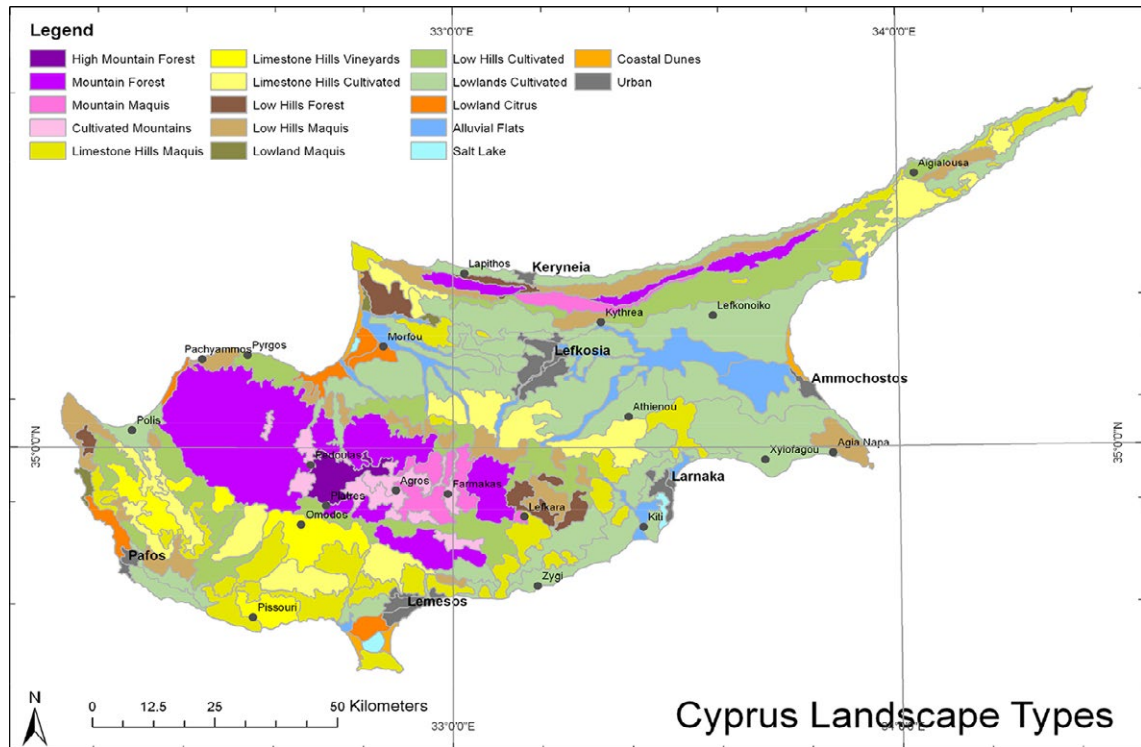 33°0'0"E
34°0'0"E
Legend
High Mountain Forest
Mountain Forest
Mountain Maquis
Cultivated Mountains
Limestone Hills Maquis
Limestone Hills Vineyards
Limestone Hills Cultivated
Low Hills Forest
Low Hills Maquis
Lowland Maquis
Low Hills Cultivated
Lowlands Cultivated
Lowland Citrus
Alluvial Flats
Salt Lake
Coastal Dunes
Urban
Aigialousa
Lapithos
Keryneia
Kythrea
Lefkonoiko
Pachyammos
Pyrgos
Morfou
Lefkosia
Ammochostos
Polis
Athienou
35°0'0"N
35°0'0"N
Pedoulas
Xyiofagou
Agia Napa
Agros
Farmakas
Larnaka
Platres
Omodos
Lefkara
Kiti
Pafos
Zygi
Lemesos
Pissouri
N
0 12.5 25 50 Kilometers
33°0'0"E
Cyprus Landscape Types